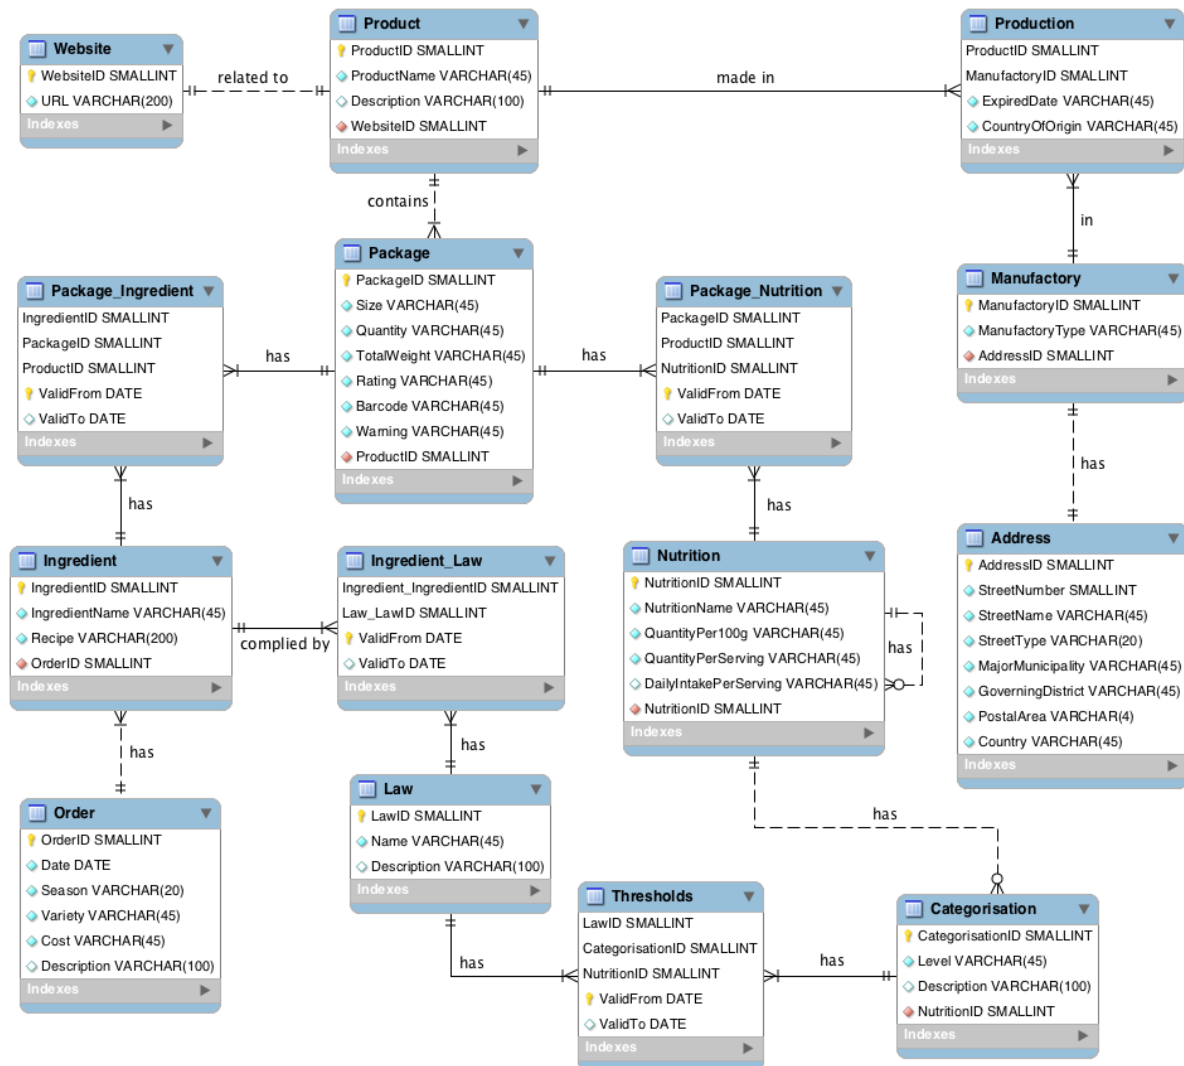 Website
WebsiteID SMALLINT
URL VARCHAR(200)
Indexes
related to
Product
ProductID SMALLINT
ProductName VARCHAR(45)
Description VARCHAR(100)
WebsiteID SMALLINT
Indexes
made in
Production
ProductID SMALLINT
ManufactoryID SMALLINT
ExpiredDate VARCHAR(45)
CountryOfOrigin VARCHAR(45)
Indexes
contains
in
Package_Ingredient
IngredientID SMALLINT
PackageID SMALLINT
ProductID SMALLINT
ValidFrom DATE
ValidTo DATE
Indexes
has
Package
PackageID SMALLINT
Size VARCHAR(45)
Quantity VARCHAR(45)
TotalWeight VARCHAR(45)
Rating VARCHAR(45)
Barcode VARCHAR(45)
Warning VARCHAR(45)
ProductID SMALLINT
Indexes
has
Package_Nutrition
PackageID SMALLINT
ProductID SMALLINT
NutritionID SMALLINT
ValidFrom DATE
ValidTo DATE
Indexes
Manufactory
ManufactoryID SMALLINT
ManufactoryType VARCHAR(45)
AddressID SMALLINT
Indexes
has
has
has
Ingredient
IngredientID SMALLINT
IngredientName VARCHAR(45)
Recipe VARCHAR(200)
OrderID SMALLINT
Indexes
complied by
Ingredient_Law
Ingredient_IngredientID SMALLINT
Law_LawID SMALLINT
ValidFrom DATE
ValidTo DATE
Indexes
Nutrition
NutritionID SMALLINT
NutritionName VARCHAR(45)
QuantityPer100g VARCHAR(45)
QuantityPerServing VARCHAR(45)
DailyIntakePerServing VARCHAR(45)
NutritionID SMALLINT
Indexes
has
Address
AddressID SMALLINT
StreetNumber SMALLINT
StreetName VARCHAR(45)
StreetType VARCHAR(20)
MajorMunicipality VARCHAR(45)
GoverningDistrict VARCHAR(45)
PostalArea VARCHAR(4)
Country VARCHAR(45)
Indexes
has
has
has
Order
OrderID SMALLINT
Date DATE
Season VARCHAR(20)
Variety VARCHAR(45)
Cost VARCHAR(45)
Description VARCHAR(100)
Indexes
Law
LawID SMALLINT
Name VARCHAR(45)
Description VARCHAR(100)
Indexes
has
Thresholds
LawID SMALLINT
CategorisationID SMALLINT
NutritionID SMALLINT
ValidFrom DATE
ValidTo DATE
Indexes
has
Categorisation
CategorisationID SMALLINT
Level VARCHAR(45)
Description VARCHAR(100)
NutritionID SMALLINT
Indexes